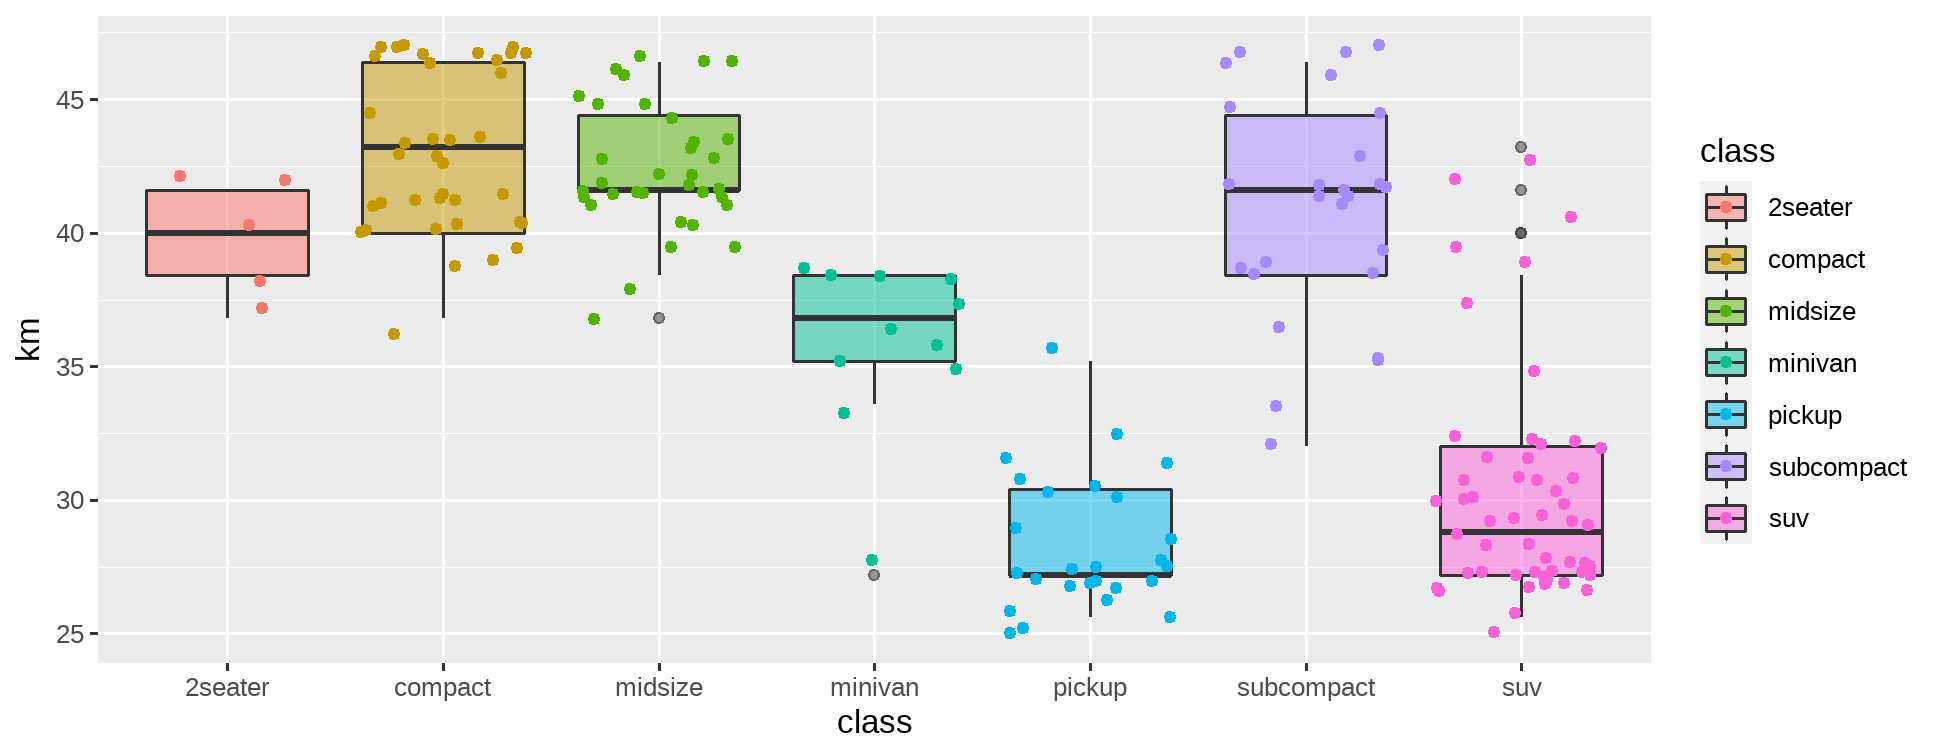 km
45
40
35
30
25
2seater compact midsize minivan pickup subcompact suv
class
class
2seater
compact
midsize
minivan
pickup
subcompact
suv